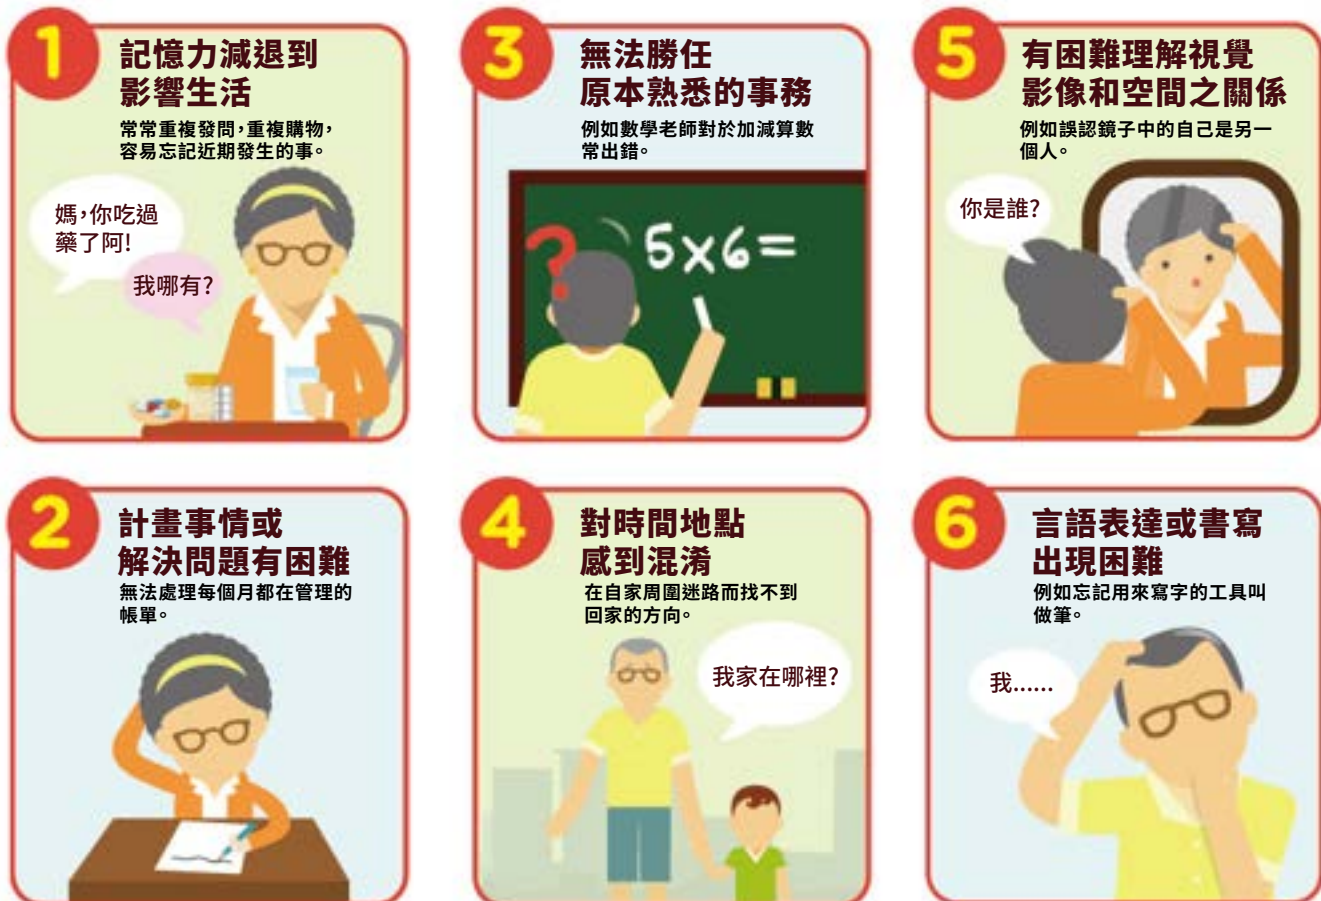 1
記憶力減退到
影響生活
常常重複發問，重複購物，
容易忘記近期發生的事。
媽，你吃過
藥了阿!
我哪有?
2
計畫事情或
解決問題有困難
無法處理每個月都在管理的
帳單。
3
無法勝任
原本熟悉的事務
例如數學老師對於加減算數
常出錯。
?
5x6=
4
對時間地點
感到混淆
在自家周圍迷路而找不到
回家的方向。
我家在哪裡?
5
有困難理解視覺
影像和空間之關係
例如誤認鏡子中的自己是另一
個人。
你是誰?
6
言語表達或書寫
出現困難
例如忘記用來寫字的工具叫
做筆。
我......